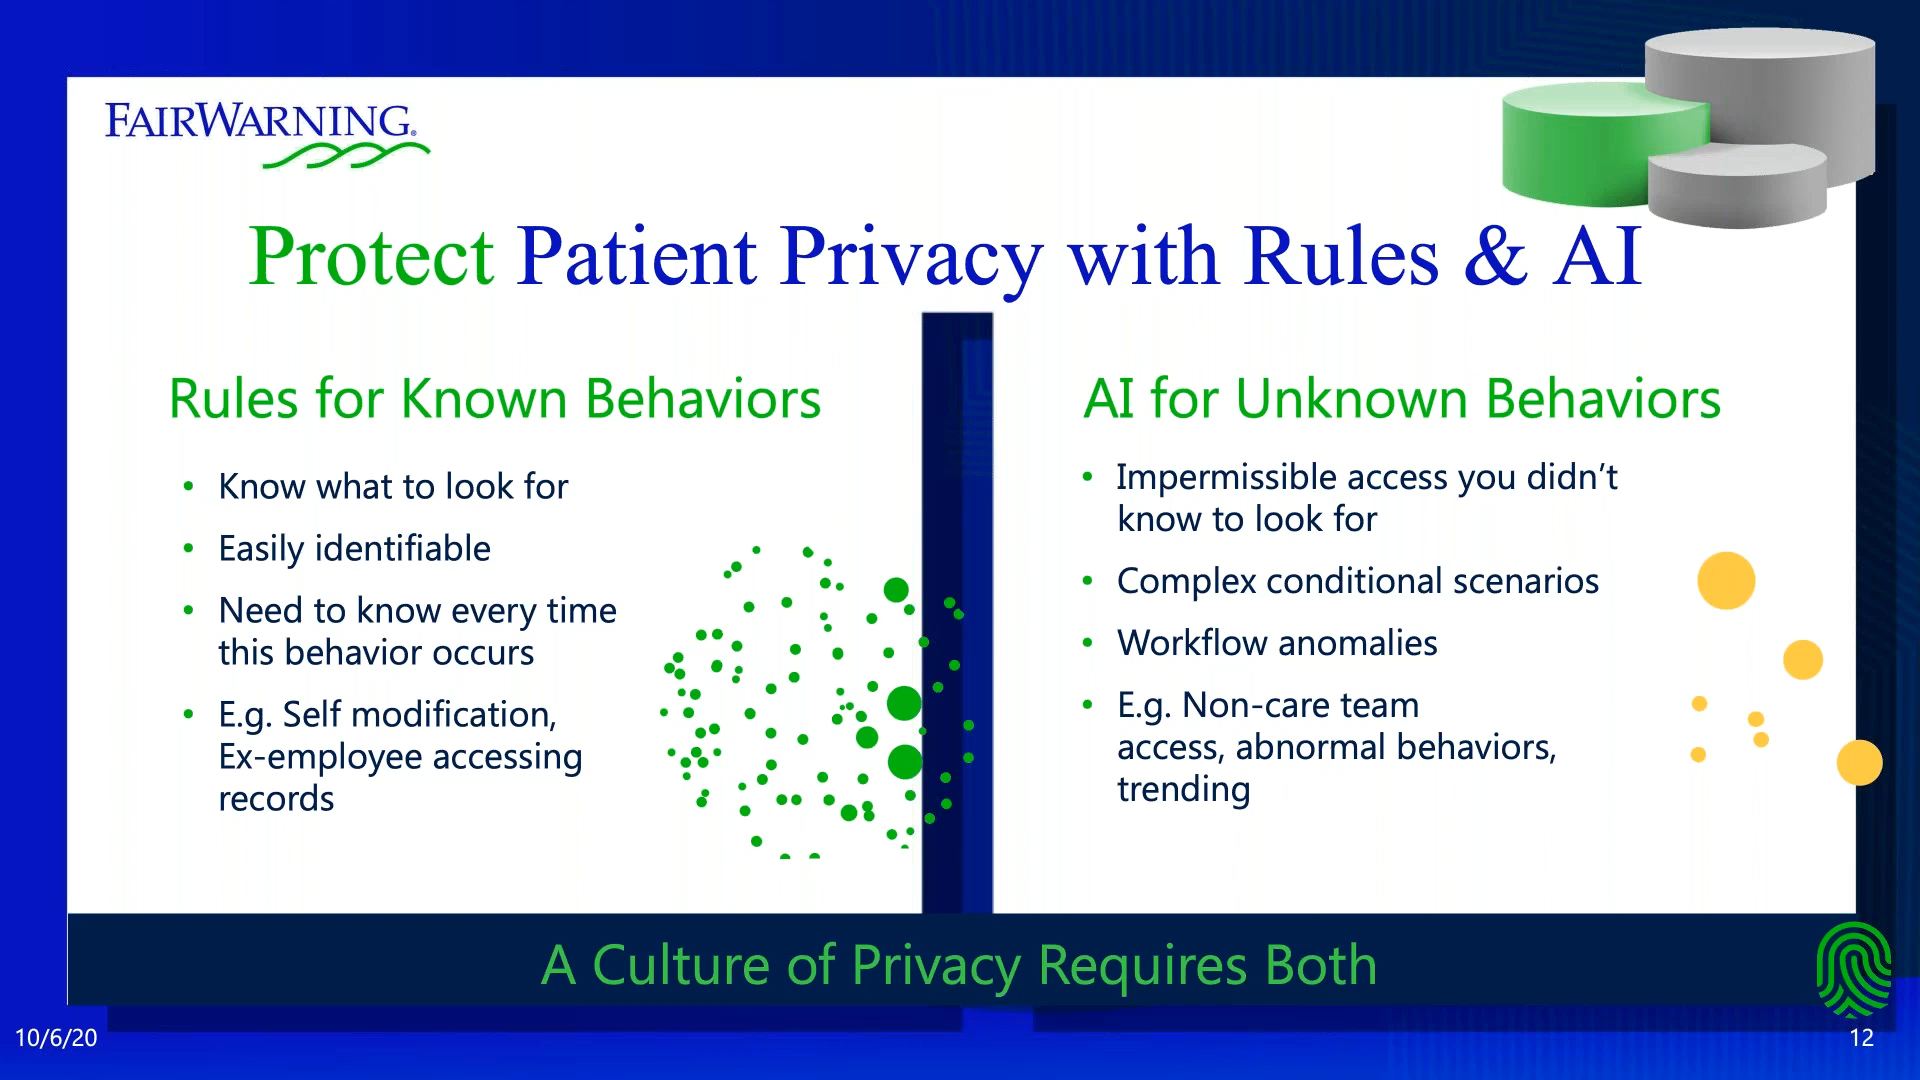 FAIRWARNING®
Protect Patient Privacy with Rules & AI
Rules for Known Behaviors
• Know what to look for
• Easily identifiable
• Need to know every time
this behavior occurs
• E.g. Self modification,
Ex-employee accessing
records
AI for Unknown Behaviors
• Impermissible access you didn’t
know to look for
• Complex conditional scenarios
• Workflow anomalies
• E.g. Non-care team
access, abnormal behaviors,
trending
A Culture of Privacy Requires Both
10/6/20
12